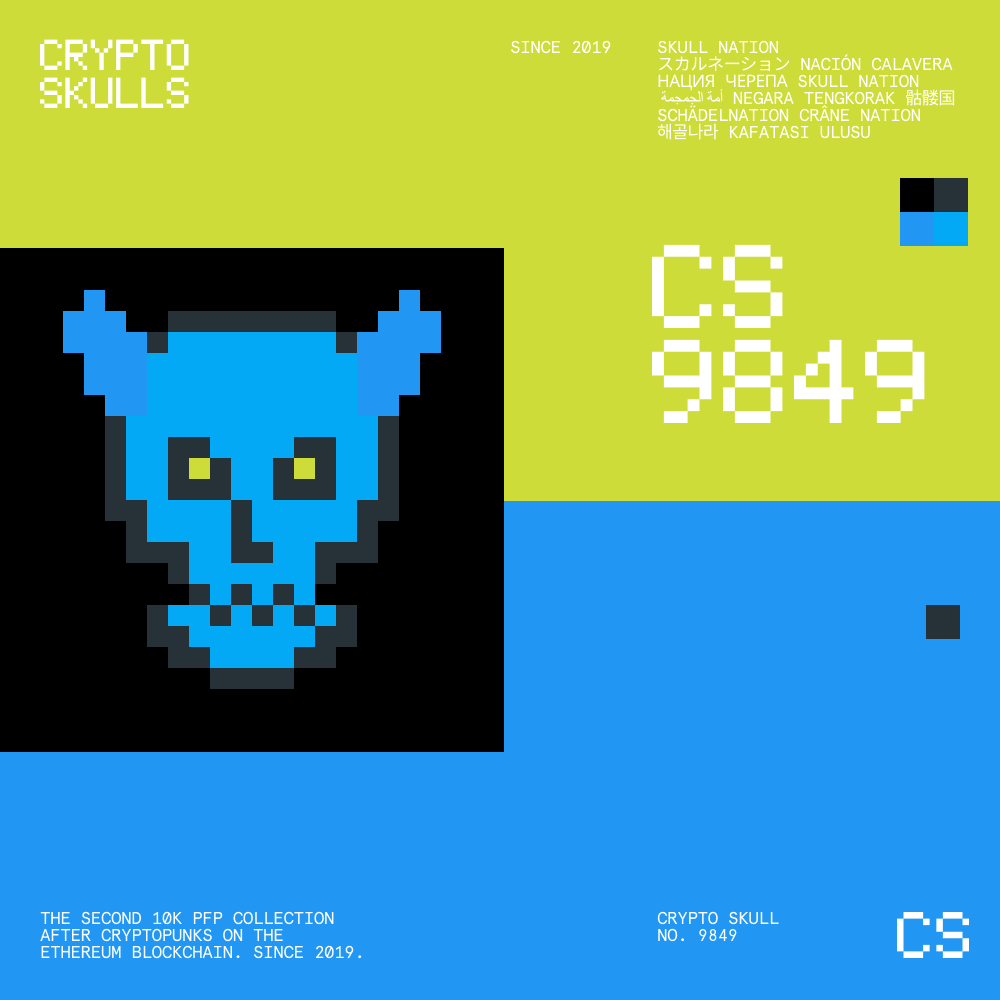 CRYPTO
SKULLS
SINCE 2019
SKULL NATION
スカルネーション NACIÓN CALAVERA
НАЦИЯ ЧЕРЕПА SKULL NATION
أمة الجمجمة NEGARA TENGKORAK 骷髅国
SCHÄDELNATION CRÂNE NATION
해골나라 KAFATASI ULUSU
CS
9849
THE SECOND 10K PFP COLLECTION
AFTER CRYPTOPUNKS ON THE
ETHEREUM BLOCKCHAIN. SINCE 2019.
CRYPTO SKULL
NO. 9849
CS